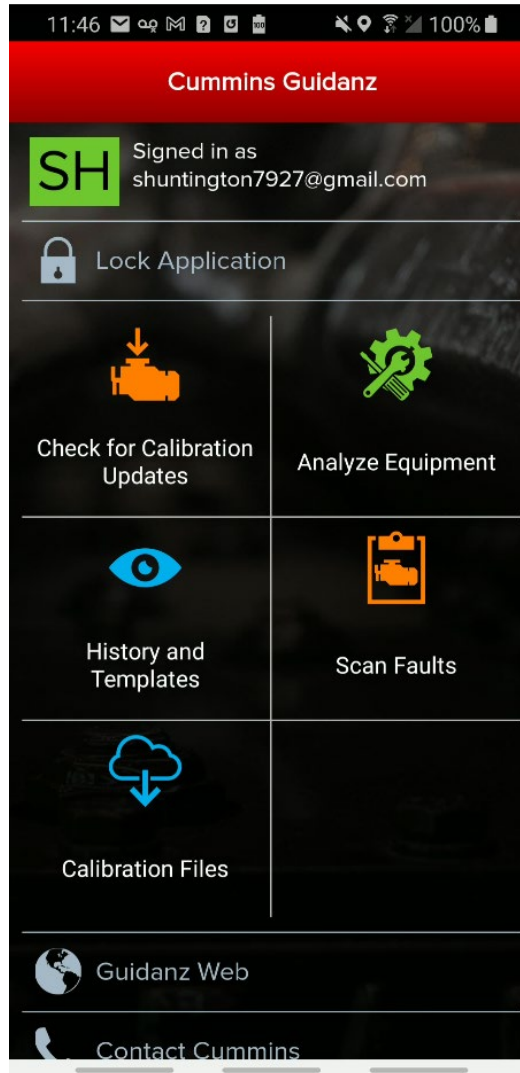 11:46 100%
Cummins Guidanz
SH
Signed in as
shuntington7927@gmail.com
Lock Application
Check for Calibration
Updates
Analyze Equipment
History and
Templates
Scan Faults
Calibration Files
Guidanz Web
Contact Cummins